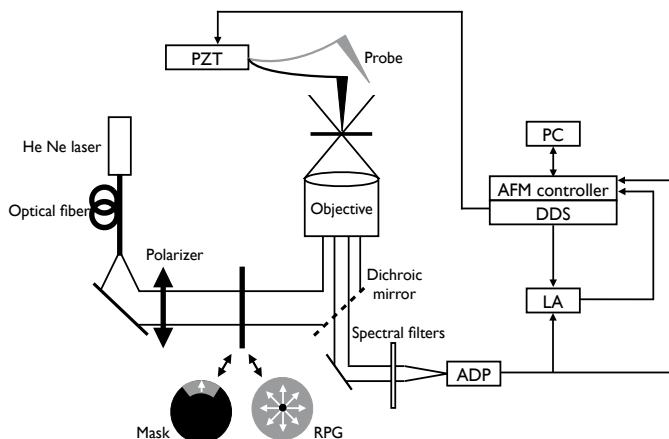 PZT
Probe
He Ne laser
PC
Optical fiber
AFM controller
Objective
DDS
Polarizer
Dichroic
mirror
LA
Spectral filters
ADP
Mask
RPG